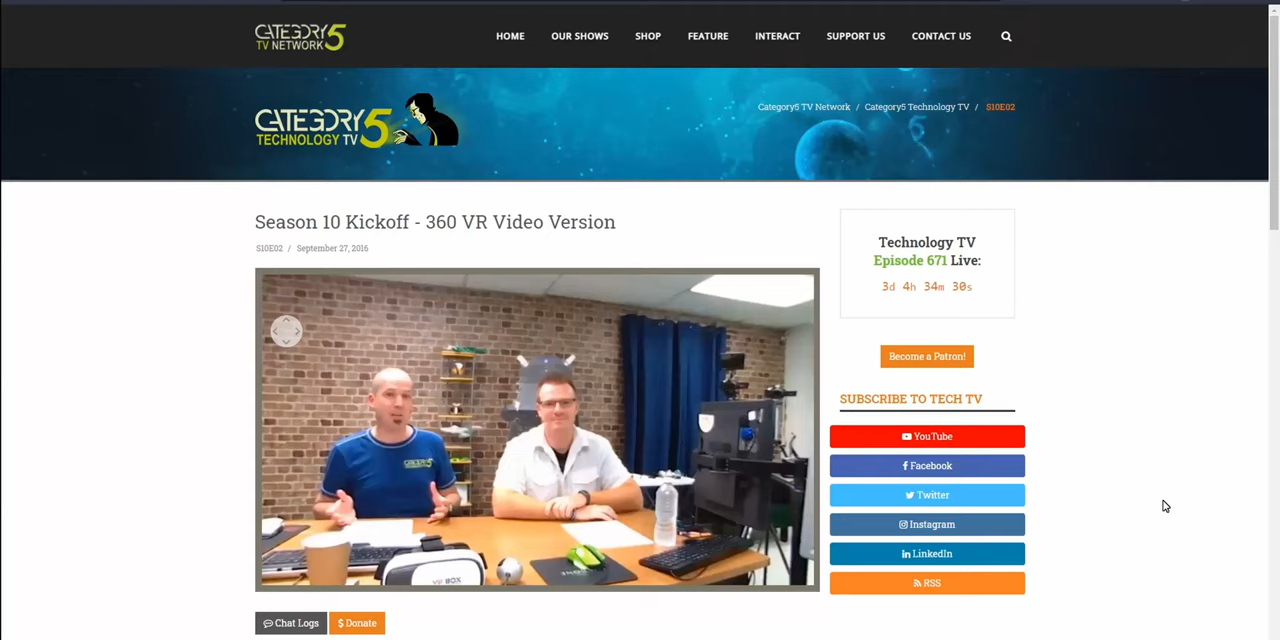 CATEGORY5
TV NETWORK
HOME
OUR SHOWS
SHOP
FEATURE
INTERACT
SUPPORT US
CONTACT US
CATEGORY5
TECHNOLOGY TV
Category5 TV Network / Category5 Technology TV / S10E02
Season 10 Kickoff - 360 VR Video Version
S10E02 / September 27, 2016
CATEGORY5
VR BOX
Technology TV
Episode 671 Live:
3d 4h 34m 30s
Become a Patron!
SUBSCRIBE TO TECH TV
YouTube
Facebook
Twitter
Instagram
LinkedIn
RSS
Chat Logs
$ Donate